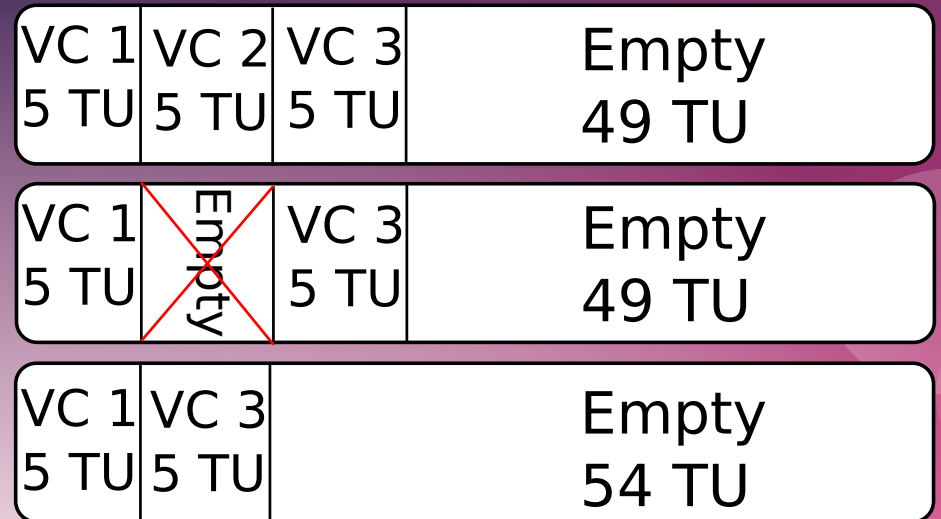 VC 1 VC 2 VC 3 Empty
5 TU 5 TU 5 TU 49 TU
VC 1 Empty VC 3 Empty
5 TU 5 TU 49 TU
VC 1 VC 3 Empty
5 TU 5 TU 54 TU